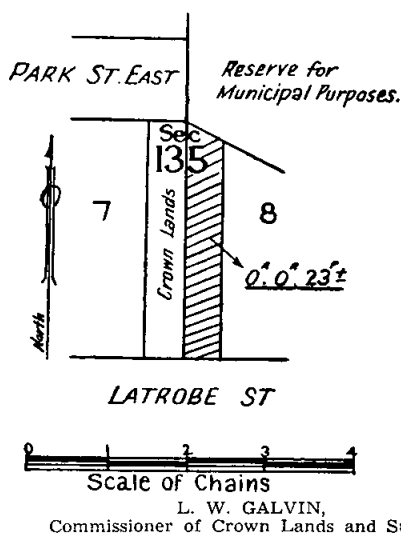 PARK ST. EAST
Reserve for
Municipal Purposes.
Sec
135
7
Crown Lands
8
0ᴬ. 0ᴿ. 23ᴾ±
North
LATROBE ST
0 1 2 3 4
Scale of Chains
L. W. GALVIN,
Commissioner of Crown Lands and